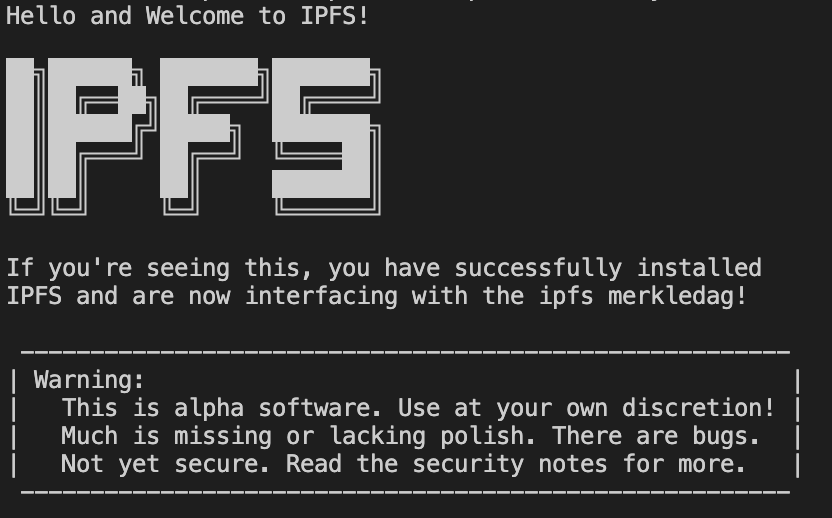 Hello and Welcome to IPFS!
IPFS
If you're seeing this, you have successfully installed
IPFS and are now interfacing with the ipfs merkledag!
Warning:
This is alpha software. Use at your own discretion!
Much is missing or lacking polish. There are bugs.
Not yet secure. Read the security notes for more.